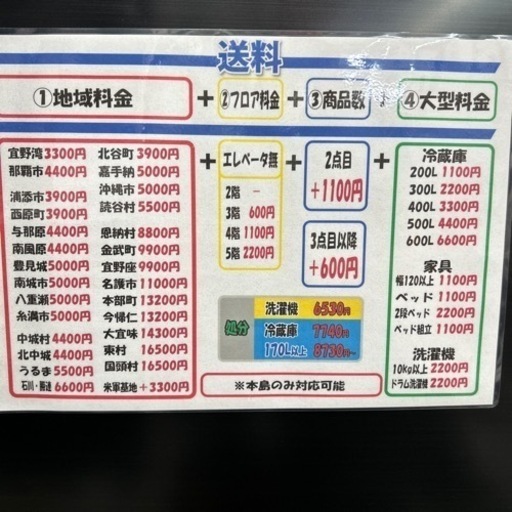 送料
①地域料金 + ②フロア料金 + ③商品数 + ④大型料金
宜野湾 3300円
那覇市 4400円
浦添市 3900円
西原町 3900円
与那原 4400円
南風原 4400円
豊見城 5000円
南城市 5000円
八重瀬 5000円
糸満市 5000円
中城村 4400円
北中城 4400円
うるま 5500円
石川・勝連 6600円
北谷町 3900円
嘉手納 5000円
沖縄市 5000円
読谷村 5500円
恩納村 8800円
金武町 9900円
宜野座 9900円
名護市 11000円
本部町 13200円
今帰仁 13200円
大宜味 14300円
東村 16500円
国頭村 16500円
米軍基地 +3300円
+
エレベータ無
2階 -
3階 600円
4階 1100円
5階 2200円
+
2点目
+1100円
3点目以降
+600円
+
冷蔵庫
200L 1100円
300L 2200円
400L 3300円
500L 4400円
600L 6600円
家具
幅120以上 1100円
ベッド 1100円
2段ベッド 2200円
ベッド組立 1100円
洗濯機
10kg以上 2200円
ドラム洗濯機 2200円
処分
洗濯機 6530円
冷蔵庫 7740円
170L以上 8730円~
※本島のみ対応可能